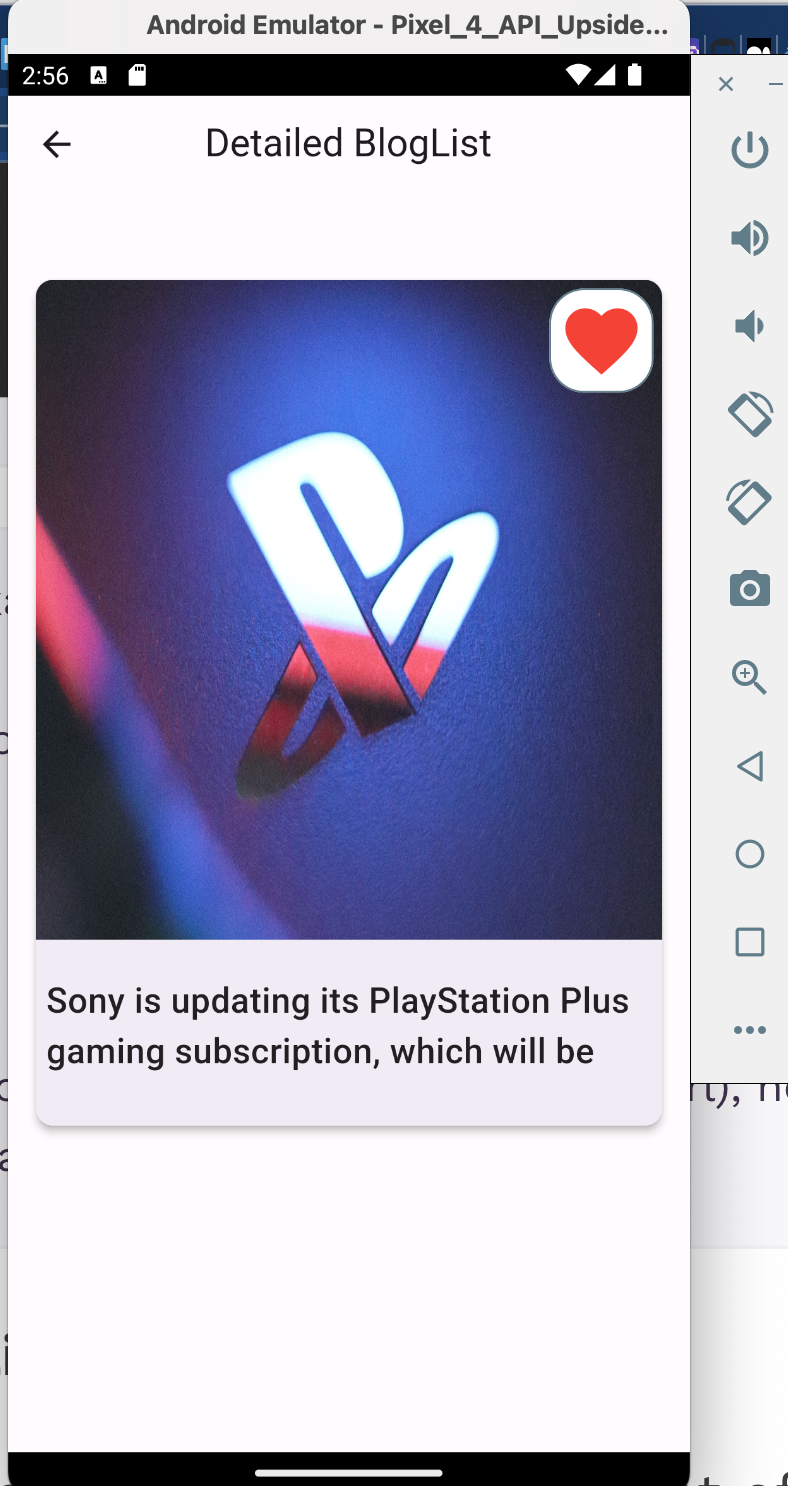 Android Emulator - Pixel_4_API_Upside...
2:56
A
Detailed BlogList
Sony is updating its PlayStation Plus
gaming subscription, which will be